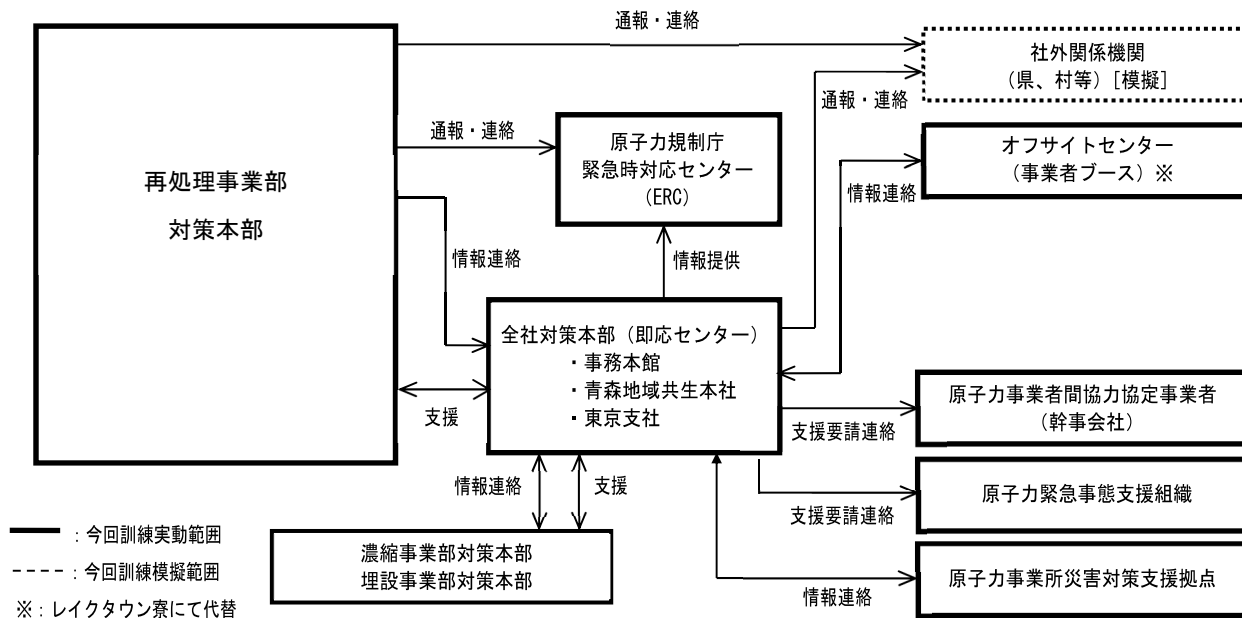 再処理事業部
対策本部
通報・連絡
社外関係機関
（県、村等）[模擬]
通報・連絡
通報・連絡
原子力規制庁
緊急時対応センター
(ERC)
オフサイトセンター
（事業者ブース）※
情報連絡
情報連絡
情報提供
全社対策本部（即応センター）
・事務本館
・青森地域共生本社
・東京支社
支援
原子力事業者間協力協定事業者
（幹事会社）
支援要請連絡
原子力緊急事態支援組織
支援要請連絡
原子力事業所災害対策支援拠点
情報連絡
情報連絡
支援
濃縮事業部対策本部
埋設事業部対策本部
：今回訓練実動範囲
：今回訓練模擬範囲
※：レイクタウン寮にて代替